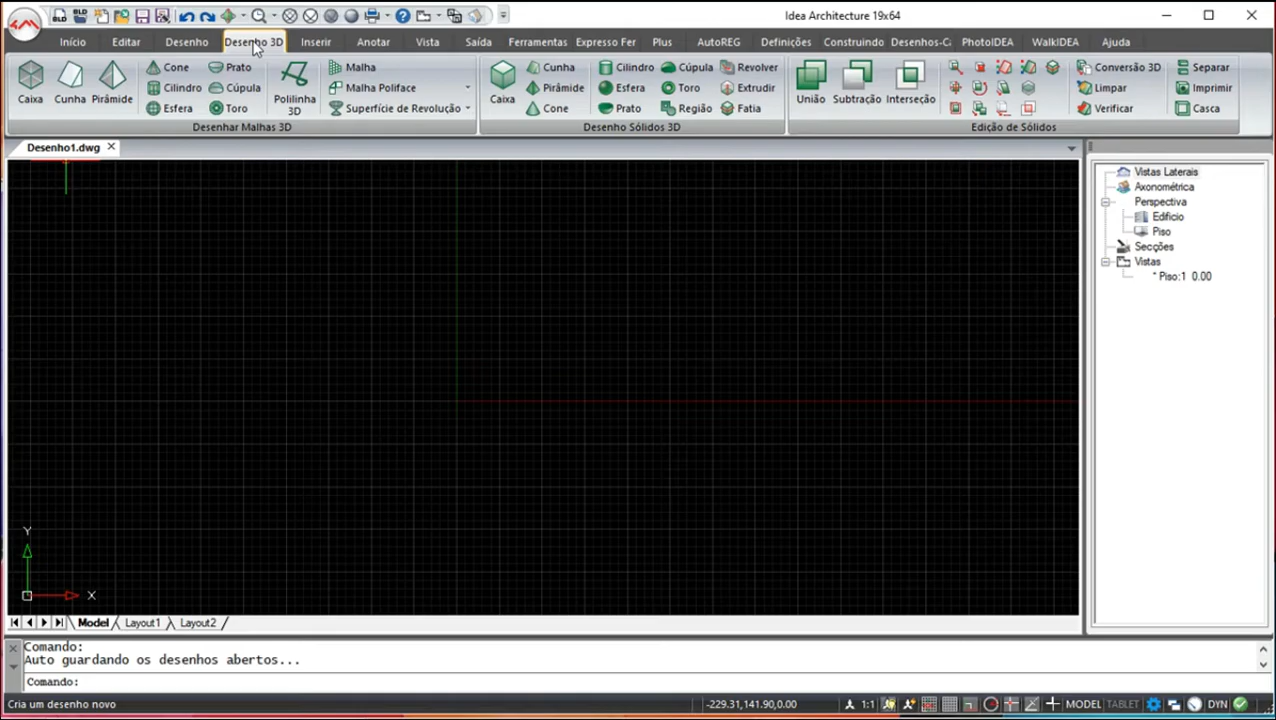 Idea Architecture 19x64
Início Editar Desenho Desenho 3D Inserir Anotar Vista Saída Ferramentas Expresso Fer Plus AutoREG Definições Construindo Desenhos-Ca PhotoIDEA WalkIDEA Ajuda
Caixa Cunha Pirâmide Cone Cilindro Esfera Prato Cúpula Toro Polilinha 3D Malha Malha Poliface Superfície de Revolução
Desenhar Malhas 3D
Caixa Cunha Pirâmide Cone Cilindro Esfera Prato Cúpula Toro Região Revolver Extrudir Fatia
Desenho Sólidos 3D
União Subtração Interseção Conversão 3D Limpar Verificar Separar Imprimir Casca
Edição de Sólidos
Desenho1.dwg
Vistas Laterais
Axonométrica
Perspectiva
Edificio
Piso
Secções
Vistas
* Piso:1 0.00
Y
X
Model Layout1 Layout2
Comando:
Auto guardando os desenhos abertos...
Comando:
Cria um desenho novo -229.31,141.90,0.00 1:1 MODEL TABLET DYN